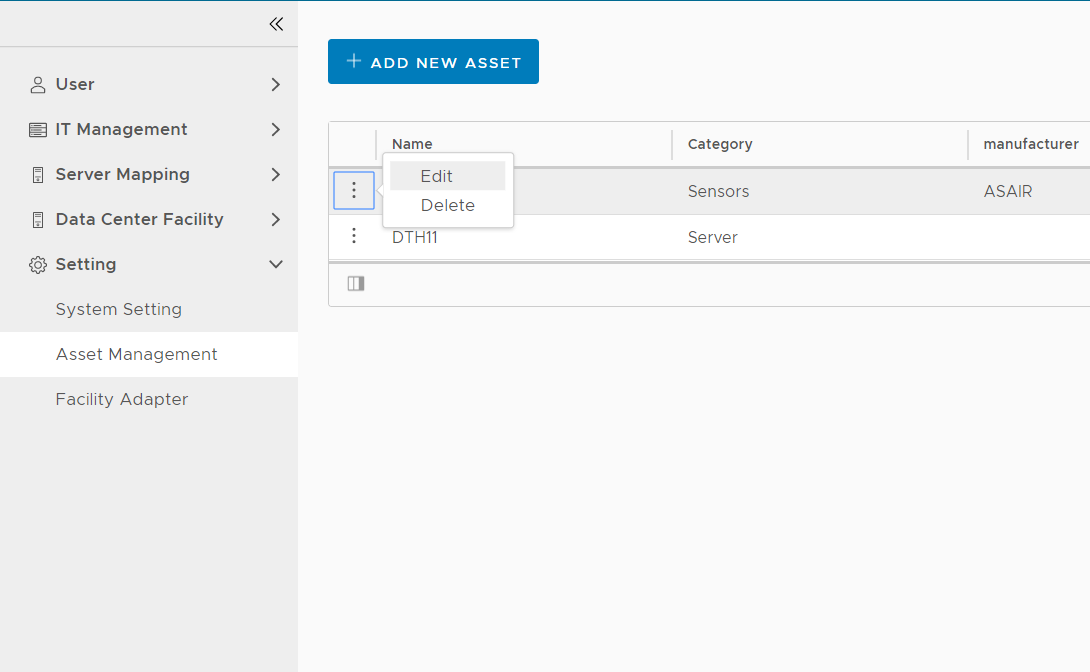 User
IT Management
Server Mapping
Data Center Facility
Setting
System Setting
Asset Management
Facility Adapter
ADD NEW ASSET
Name Category manufacturer
Edit
Delete
Sensors ASAIR
DTH11 Server